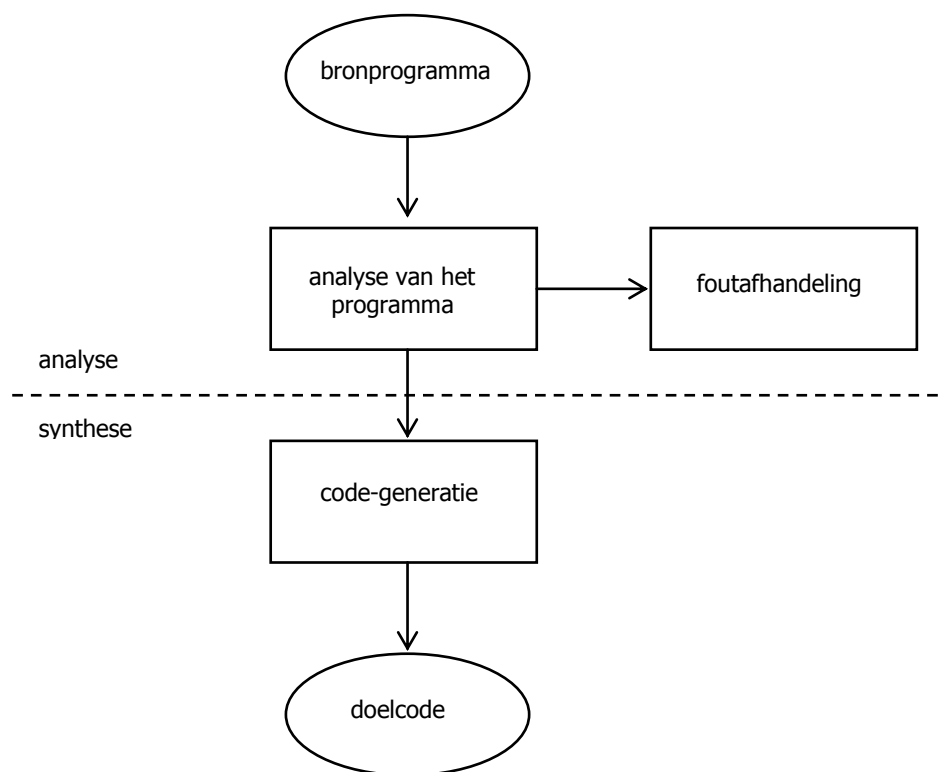 bronprogramma
analyse van het
programma
foutafhandeling
analyse
synthese
code-generatie
doelcode